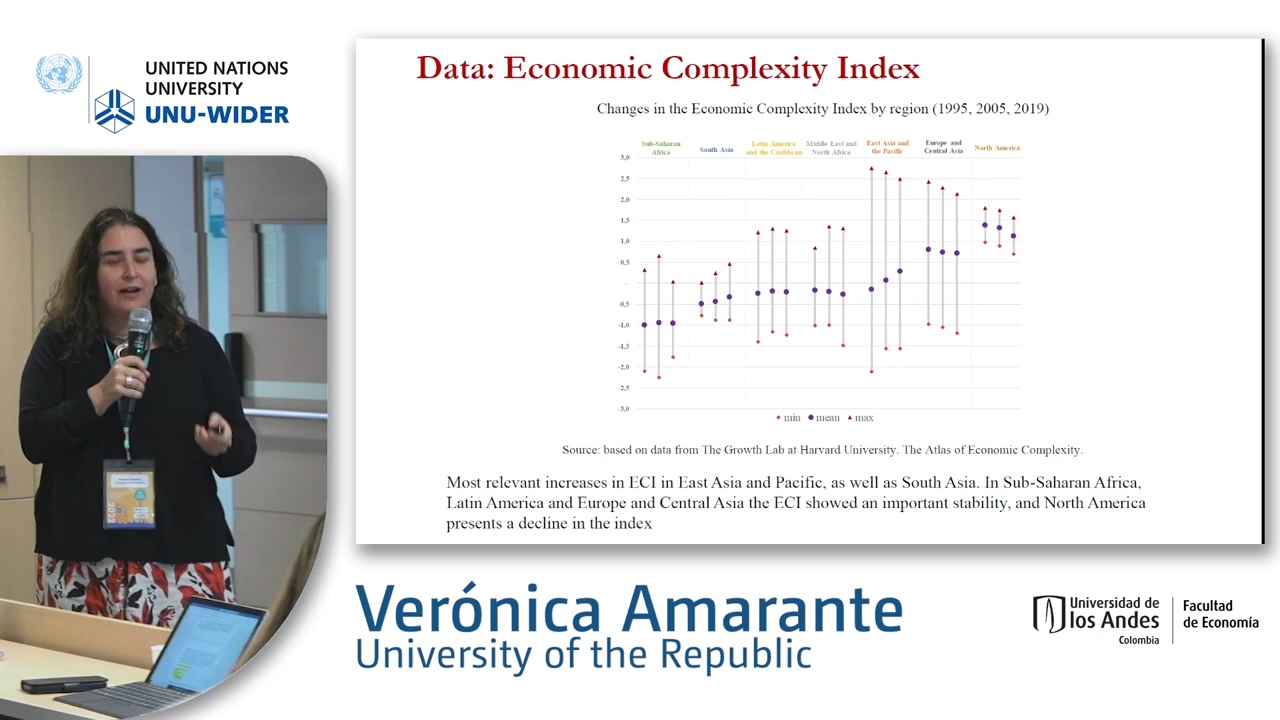 UNITED NATIONS
UNIVERSITY
UNU-WIDER
Data: Economic Complexity Index
Changes in the Economic Complexity Index by region (1995, 2005, 2019)
Sub-Saharan
Africa
South Asia
Latin America
and the Caribbean
Middle East and
North Africa
East Asia and
the Pacific
Europe and
Central Asia
North America
3,0
2,5
2,0
1,5
1,0
0,5
-
-0,5
-1,0
-1,5
-2,0
-2,5
-3,0
min mean max
Source: based on data from The Growth Lab at Harvard University. The Atlas of Economic Complexity.
Most relevant increases in ECI in East Asia and Pacific, as well as South Asia. In Sub-Saharan Africa,
Latin America and Europe and Central Asia the ECI showed an important stability, and North America
presents a decline in the index
Verónica Amarante
University of the Republic
Universidad de
los Andes
Colombia
Facultad
de Economía